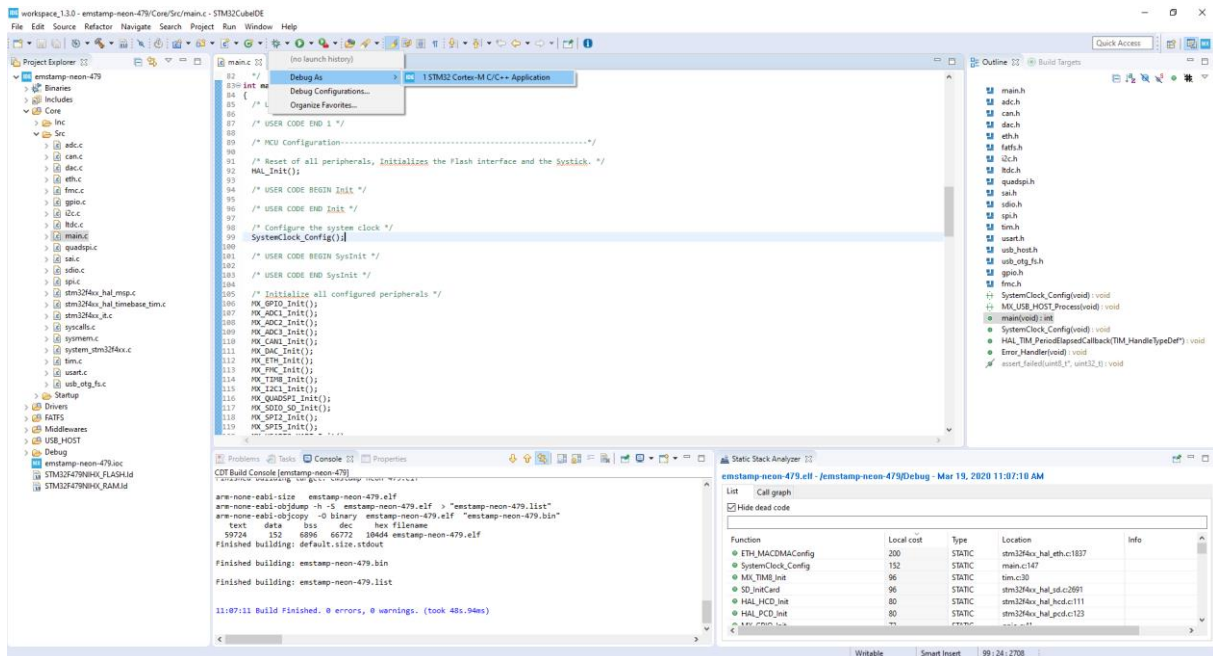 workspace_1.3.0 - emstamp-neon-479/Core/Src/main.c - STM32CubeIDE
File Edit Source Refactor Navigate Search Project Run Window Help
Quick Access
Project Explorer
emstamp-neon-479
Binaries
Includes
Core
Inc
Src
adc.c
can.c
dac.c
eth.c
fmc.c
gpio.c
i2c.c
ltdc.c
main.c
quadspi.c
sai.c
sdio.c
spi.c
stm32f4xx_hal_msp.c
stm32f4xx_hal_timebase_tim.c
stm32f4xx_it.c
syscalls.c
sysmem.c
system_stm32f4xx.c
tim.c
usart.c
usb_otg_fs.c
Startup
Drivers
FATFS
Middlewares
USB_HOST
Debug
emstamp-neon-479.ioc
STM32F479NIHX_FLASH.ld
STM32F479NIHX_RAM.ld
main.c
(no launch history)
Debug As
1 STM32 Cortex-M C/C++ Application
Debug Configurations...
Organize Favorites...
82 */
83 int ma
84 {
85 /* U
86
87 /* USER CODE END 1 */
88
89 /* MCU Configuration--------------------------------------------------------*/
90
91 /* Reset of all peripherals, Initializes the Flash interface and the Systick. */
92 HAL_Init();
93
94 /* USER CODE BEGIN Init */
95
96 /* USER CODE END Init */
97
98 /* Configure the system clock */
99 SystemClock_Config();
100
101 /* USER CODE BEGIN SysInit */
102
103 /* USER CODE END SysInit */
104
105 /* Initialize all configured peripherals */
106 MX_GPIO_Init();
107 MX_ADC1_Init();
108 MX_ADC2_Init();
109 MX_ADC3_Init();
110 MX_CAN1_Init();
111 MX_DAC_Init();
112 MX_ETH_Init();
113 MX_FMC_Init();
114 MX_TIM8_Init();
115 MX_I2C1_Init();
116 MX_QUADSPI_Init();
117 MX_SDIO_SD_Init();
118 MX_SPI2_Init();
119 MX_SPI5_Init();
Outline Build Targets
main.h
adc.h
can.h
dac.h
eth.h
fatfs.h
i2c.h
ltdc.h
quadspi.h
sai.h
sdio.h
spi.h
tim.h
usart.h
usb_host.h
usb_otg_fs.h
gpio.h
fmc.h
SystemClock_Config(void) : void
MX_USB_HOST_Process(void) : void
main(void) : int
SystemClock_Config(void) : void
HAL_TIM_PeriodElapsedCallback(TIM_HandleTypeDef*) : void
Error_Handler(void) : void
assert_failed(uint8_t*, uint32_t) : void
Problems Tasks Console Properties
CDT Build Console [emstamp-neon-479]
arm-none-eabi-size emstamp-neon-479.elf
arm-none-eabi-objdump -h -S emstamp-neon-479.elf > "emstamp-neon-479.list"
arm-none-eabi-objcopy -O binary emstamp-neon-479.elf "emstamp-neon-479.bin"
text data bss dec hex filename
59724 152 6896 66772 104d4 emstamp-neon-479.elf
Finished building: default.size.stdout
Finished building: emstamp-neon-479.bin
Finished building: emstamp-neon-479.list
11:07:11 Build Finished. 0 errors, 0 warnings. (took 48s.94ms)
Static Stack Analyzer
emstamp-neon-479.elf - /emstamp-neon-479/Debug - Mar 19, 2020 11:07:10 AM
List Call graph
Hide dead code
Function Local cost Type Location Info
ETH_MACDMAConfig 200 STATIC stm32f4xx_hal_eth.c:1837
SystemClock_Config 152 STATIC main.c:147
MX_TIM8_Init 96 STATIC tim.c:30
SD_InitCard 96 STATIC stm32f4xx_hal_sd.c:2691
HAL_HCD_Init 80 STATIC stm32f4xx_hal_hcd.c:111
HAL_PCD_Init 80 STATIC stm32f4xx_hal_pcd.c:123
Writable Smart Insert 99 : 24 : 2708